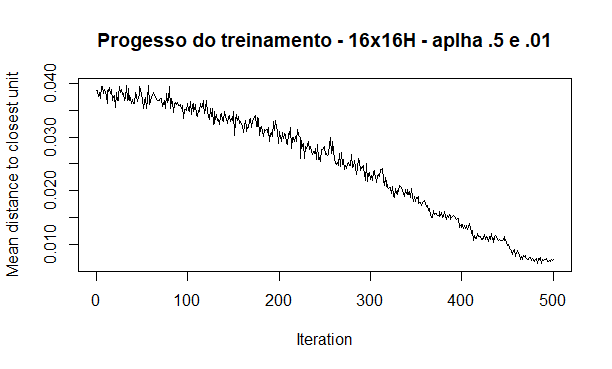 Progesso do treinamento - 16x16H - aplha .5 e .01
Mean distance to closest unit
0.040
0.030
0.020
0.010
0 100 200 300 400 500
Iteration